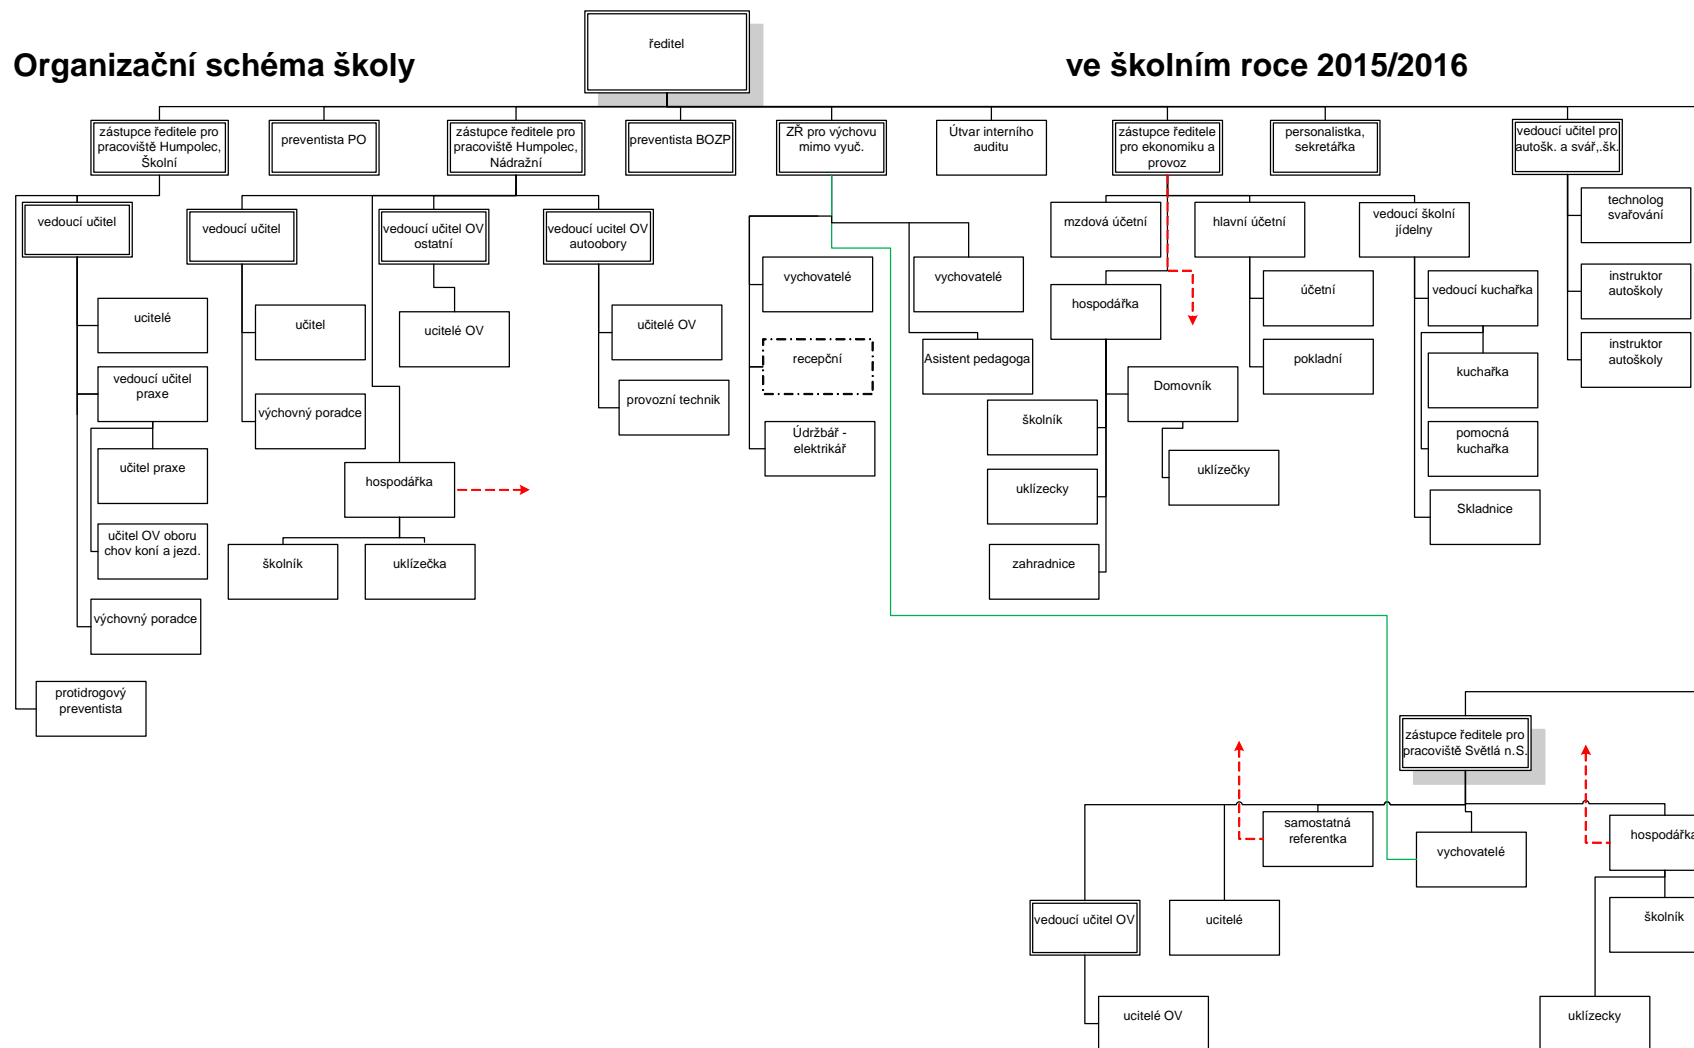 ředitel
Organizační schéma školy
ve školním roce 2015/2016
zástupce ředitele pro
pracoviště Humpolec,
Školní
preventista PO
zástupce ředitele pro
pracoviště Humpolec,
Nádražní
preventista BOZP
ZŘ pro výchovu
mimo vyuč.
Útvar interního
auditu
zástupce ředitele
pro ekonomiku a
provoz
personalistka,
sekretářka
vedoucí učitel pro
autošk. a svář,.šk.
vedoucí učitel
vedoucí učitel
vedoucí ucitel OV
ostatní
vedoucí ucitel OV
autoobory
mzdová účetní
hlavní účetní
vedoucí školní
jídelny
technolog
svařování
vychovatelé
vychovatelé
hospodářka
účetní
vedoucí kuchařka
instruktor
autoškoly
ucitelé
učitel
ucitelé OV
učitelé OV
recepční
Asistent pedagoga
pokladní
kuchařka
instruktor
autoškoly
vedoucí učitel
praxe
výchovný poradce
provozní technik
Údržbář -
elektrikář
školník
Domovník
pomocná
kuchařka
učitel praxe
hospodářka
uklízecky
uklízečky
Skladnice
učitel OV oboru
chov koní a jezd.
školník
uklízečka
zahradnice
výchovný poradce
protidrogový
preventista
zástupce ředitele pro
pracoviště Světlá n.S.
samostatná
referentka
vychovatelé
hospodářka
vedoucí učitel OV
ucitelé
školník
ucitelé OV
uklízecky